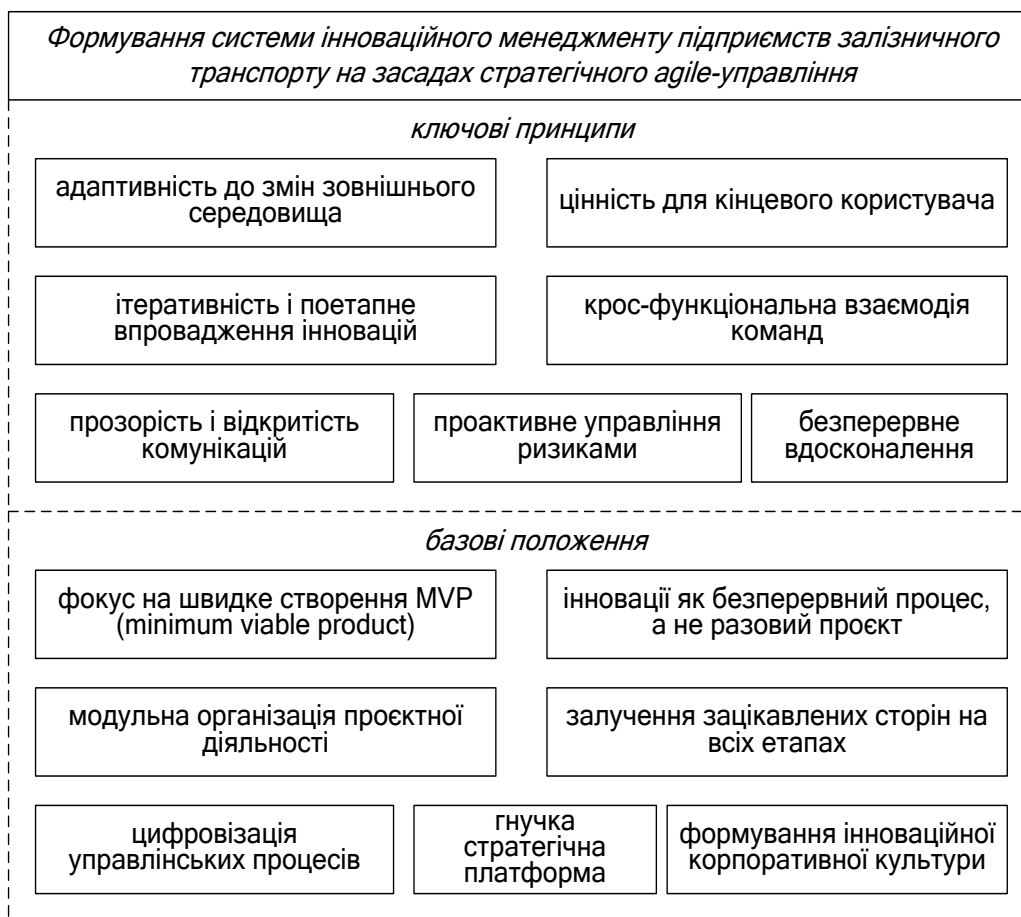 Формування системи інноваційного менеджменту підприємств залізничного
транспорту на засадах стратегічного agile-управління
ключові принципи
адаптивність до змін зовнішнього
середовища
цінність для кінцевого користувача
ітеративність і поетапне
впровадження інновацій
крос-функціональна взаємодія
команд
прозорість і відкритість
комунікацій
проактивне управління
ризиками
безперервне
вдосконалення
базові положення
фокус на швидке створення MVP
(minimum viable product)
інновації як безперервний процес,
а не разовий проєкт
модульна організація проєктної
діяльності
залучення зацікавлених сторін на
всіх етапах
цифровізація
управлінських процесів
гнучка
стратегічна
платформа
формування інноваційної
корпоративної культури